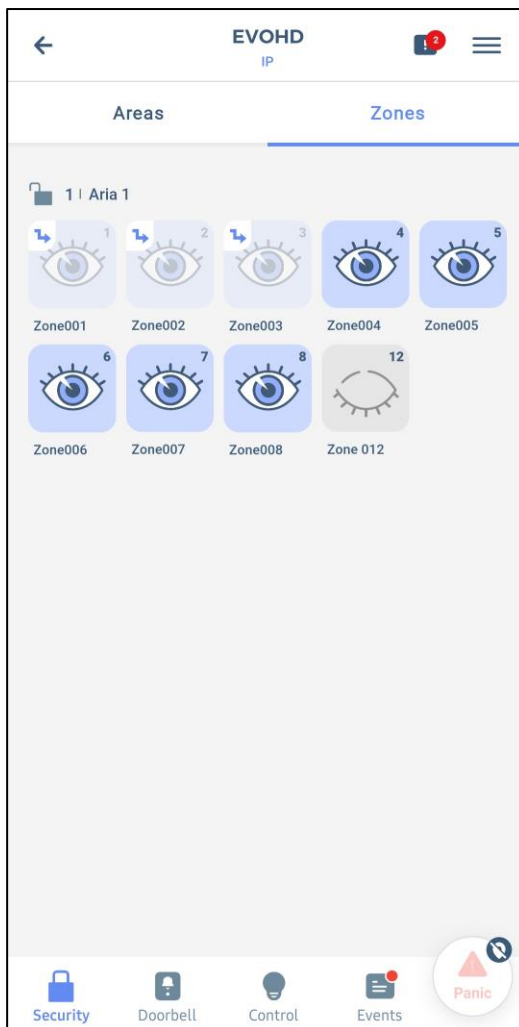 EVOHD
2
IP
Areas Zones
1 | Aria 1
1 2 3 4 5
Zone001 Zone002 Zone003 Zone004 Zone005
6 7 8 12
Zone006 Zone007 Zone008 Zone 012
Panic
Security Doorbell Control Events